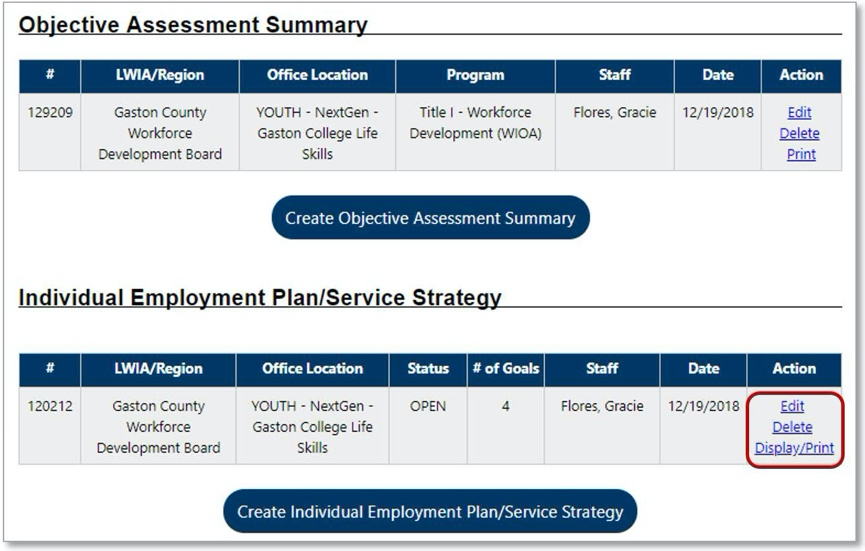 Objective Assessment Summary
# LWIA/Region Office Location Program Staff Date Action
129209 Gaston County YOUTH - NextGen - Title I - Workforce Flores, Gracie 12/19/2018 Edit
Workforce Gaston College Life Development (WIOA) Delete
Development Board Skills Print
Create Objective Assessment Summary
Individual Employment Plan/Service Strategy
# LWIA/Region Office Location Status # of Goals Staff Date Action
120212 Gaston County YOUTH - NextGen - OPEN 4 Flores, Gracie 12/19/2018 Edit
Workforce Gaston College Life Delete
Development Board Skills Display/Print
Create Individual Employment Plan/Service Strategy